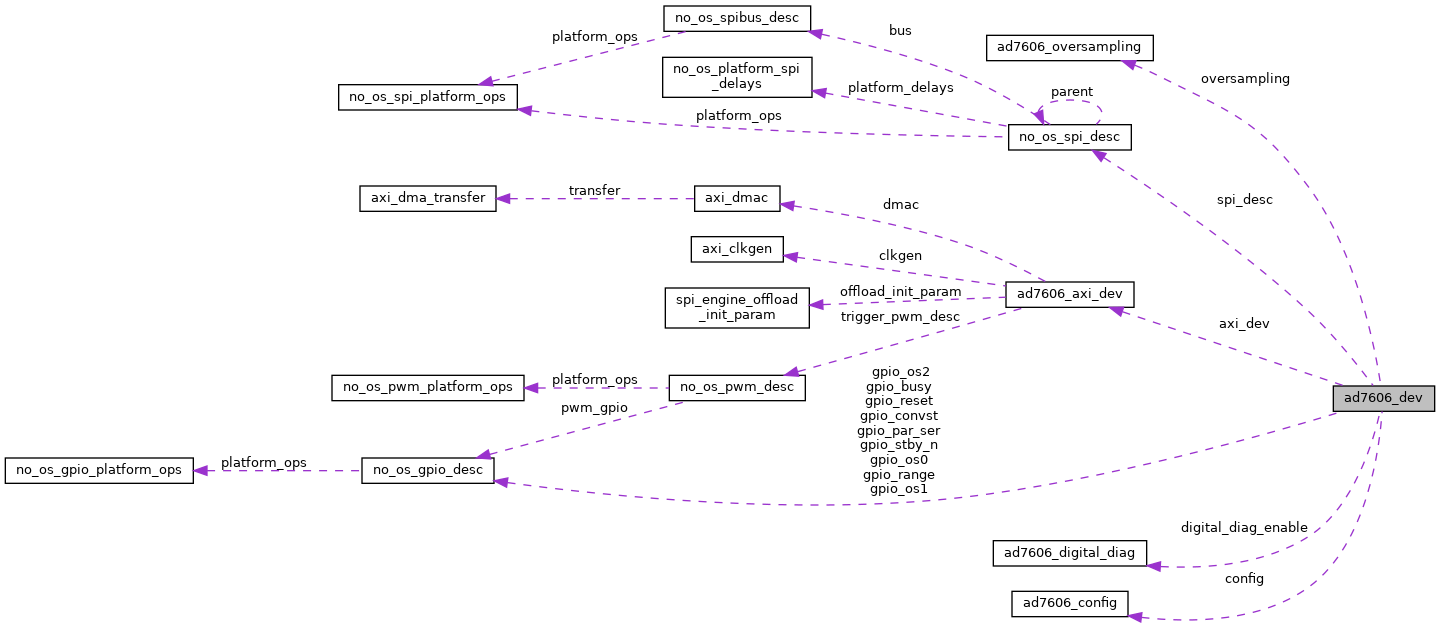 no_os_spibus_desc
bus
platform_ops
ad7606_oversampling
no_os_platform_spi
_delays
oversampling
platform_delays
parent
no_os_spi_platform_ops
platform_ops
no_os_spi_desc
axi_dma_transfer
transfer
axi_dmac
dmac
spi_desc
axi_clkgen
clkgen
spi_engine_offload
_init_param
offload_init_param
ad7606_axi_dev
trigger_pwm_desc
axi_dev
no_os_pwm_platform_ops
platform_ops
no_os_pwm_desc
gpio_os2
gpio_busy
gpio_reset
gpio_convst
gpio_par_ser
gpio_stby_n
gpio_os0
gpio_range
gpio_os1
ad7606_dev
pwm_gpio
no_os_gpio_platform_ops
platform_ops
no_os_gpio_desc
digital_diag_enable
ad7606_digital_diag
config
ad7606_config